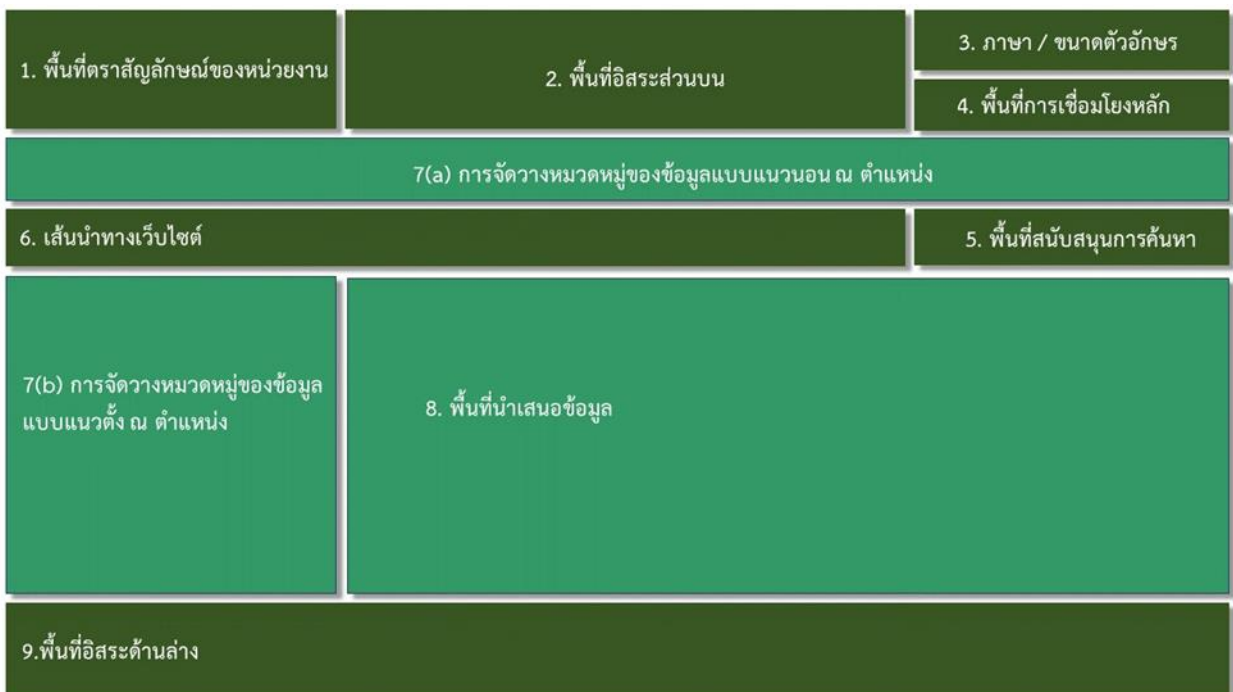 1. พื้นที่ตราสัญลักษณ์ของหน่วยงาน
2. พื้นที่อิสระส่วนบน
3. ภาษา / ขนาดตัวอักษร
4. พื้นที่การเชื่อมโยงหลัก
7(a) การจัดวางหมวดหมู่ของข้อมูลแบบแนวนอน ณ ตำแหน่ง
6. เส้นนำทางเว็บไซต์
5. พื้นที่สนับสนุนการค้นหา
7(b) การจัดวางหมวดหมู่ของข้อมูล
แบบแนวตั้ง ณ ตำแหน่ง
8. พื้นที่นำเสนอข้อมูล
9.พื้นที่อิสระด้านล่าง